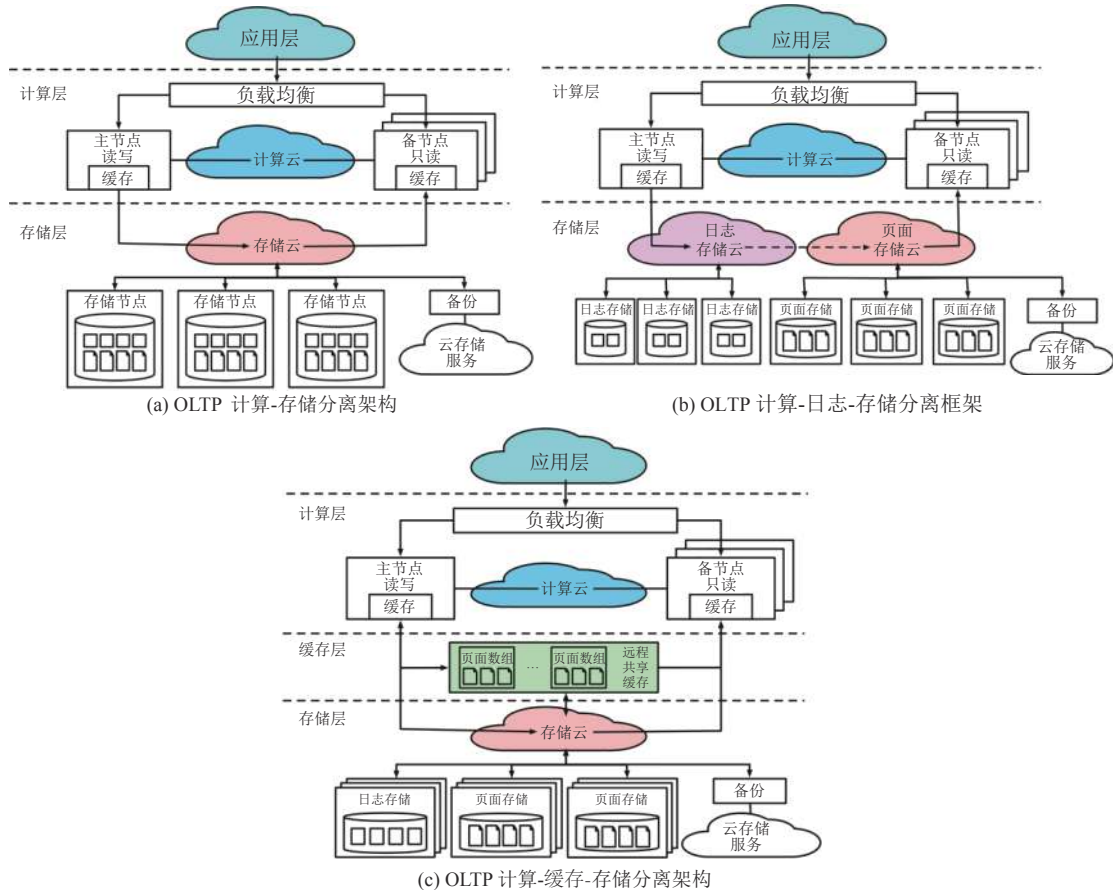 应用层
计算层
负载均衡
主节点
读写
缓存
计算云
备节点
只读
缓存
存储层
存储云
存储节点
存储节点
存储节点
备份
云存储
服务
(a) OLTP 计算-存储分离架构
应用层
计算层
负载均衡
主节点
读写
缓存
计算云
备节点
只读
缓存
存储层
日志
存储云
页面
存储云
日志存储
日志存储
日志存储
页面存储
页面存储
页面存储
备份
云存储
服务
(b) OLTP 计算-日志-存储分离框架
应用层
计算层
负载均衡
主节点
读写
缓存
计算云
备节点
只读
缓存
缓存层
页面数组
...
页面数组
远程
共享
缓存
存储层
存储云
日志存储
页面存储
页面存储
备份
云存储
服务
(c) OLTP 计算-缓存-存储分离架构